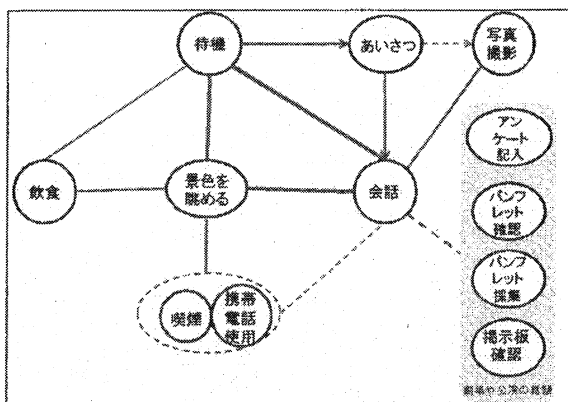 待機
あいさつ
写真
撮影
アン
ケート
記入
飲食
景色を
眺める
会話
パンフ
レット
確認
パンフ
レット
採集
喫煙
携帯
電話
使用
掲示板
確認